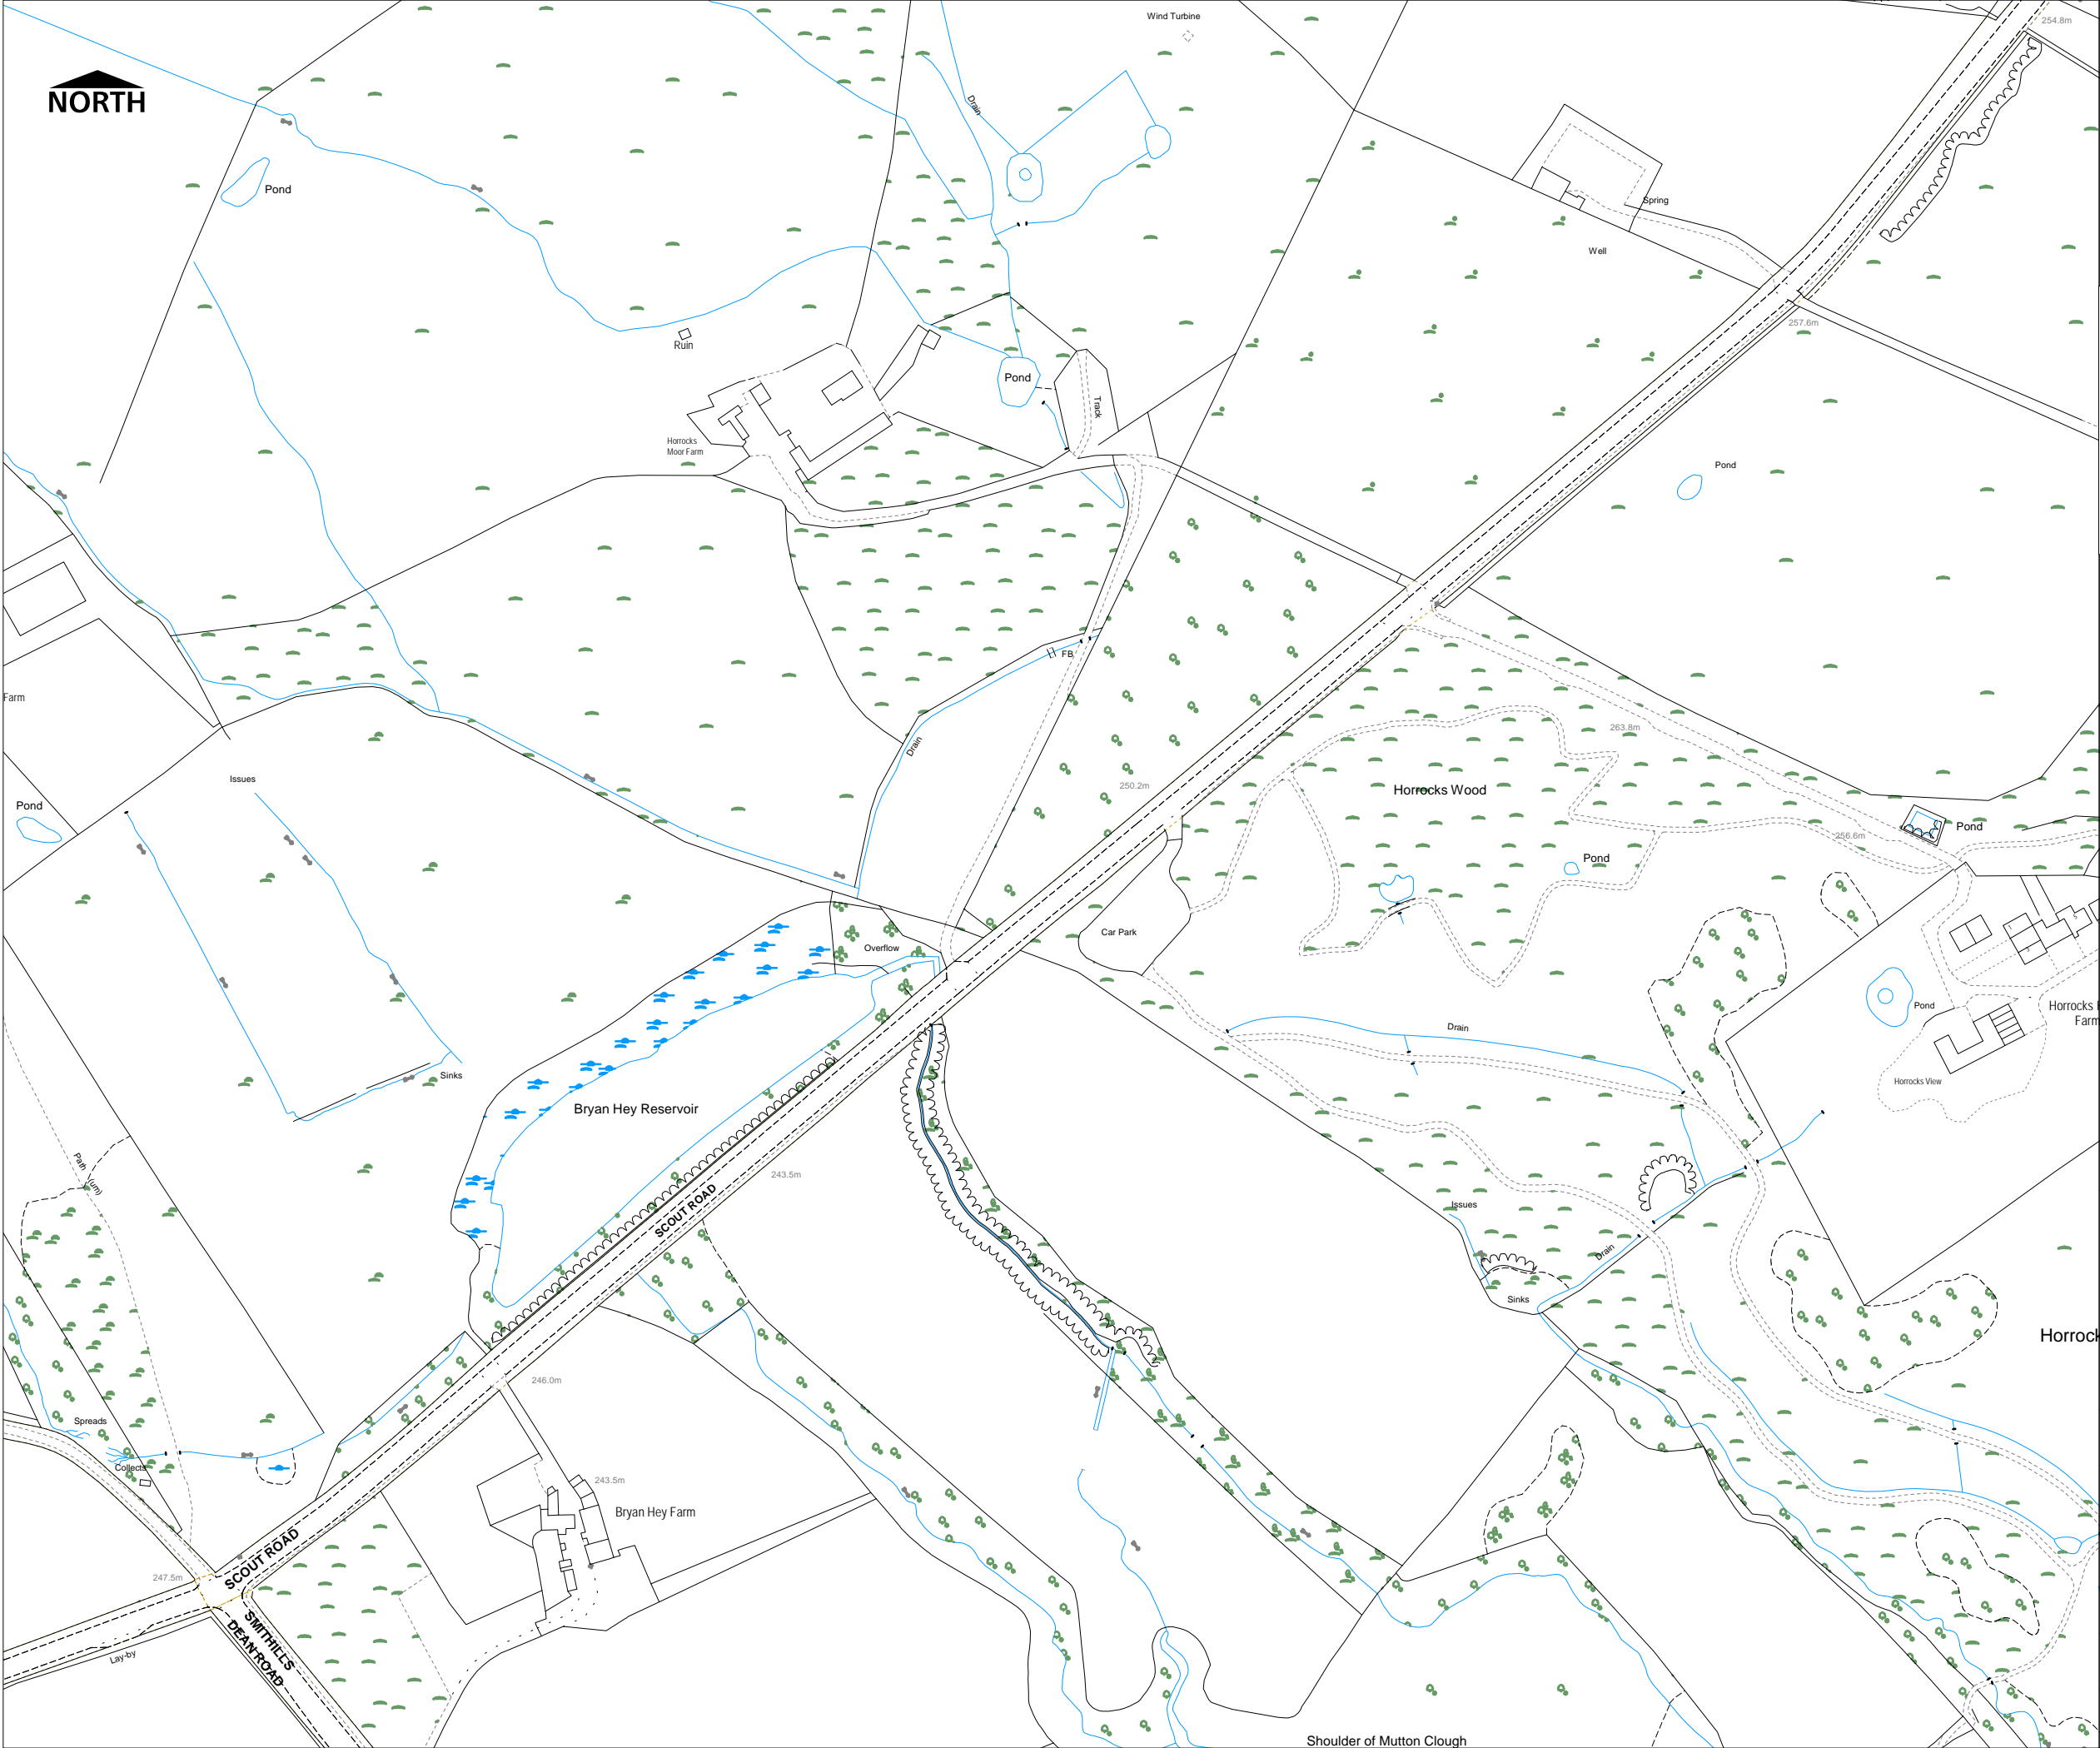 Wind Turbine
254.8m
NORTH
Drain
Pond
Spring
Well
257.6m
Ruin
Pond
Track
Horrocks
Moor Farm
Pond
FB
Farm
263.8m
Drain
Issues
250.2m
Horrocks Wood
Pond
Pond
256.6m
Pond
Car Park
Overflow
Pond
Horrocks
Farm
Drain
Sinks
Horrocks View
Bryan Hey Reservoir
Path (um)
243.5m
SCOUT ROAD
Issues
Drain
Sinks
Horrock
246.0m
Spreads
Collects
243.5m
Bryan Hey Farm
SCOUT ROAD
247.5m
SMITHILLS
DEAN ROAD
Lay-by
Shoulder of Mutton Clough